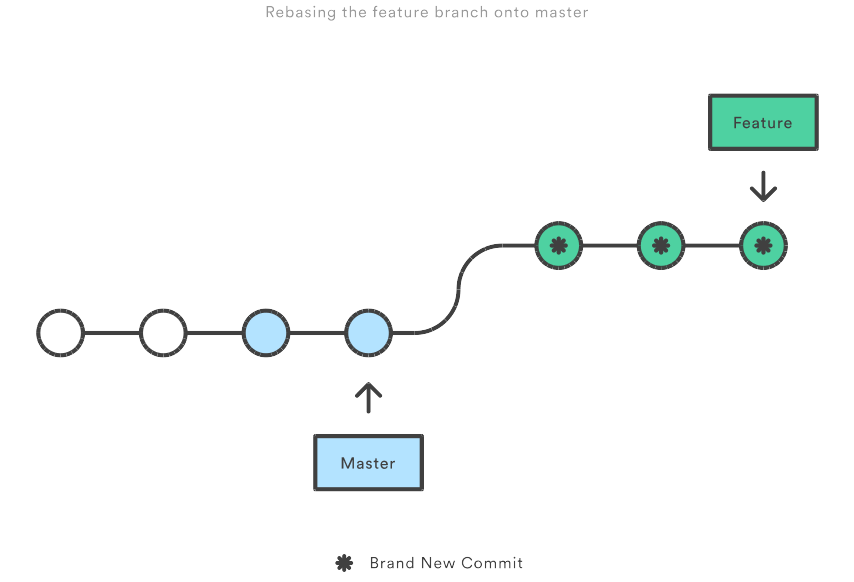 Rebasing the feature branch onto master
Feature
Master
Brand New Commit